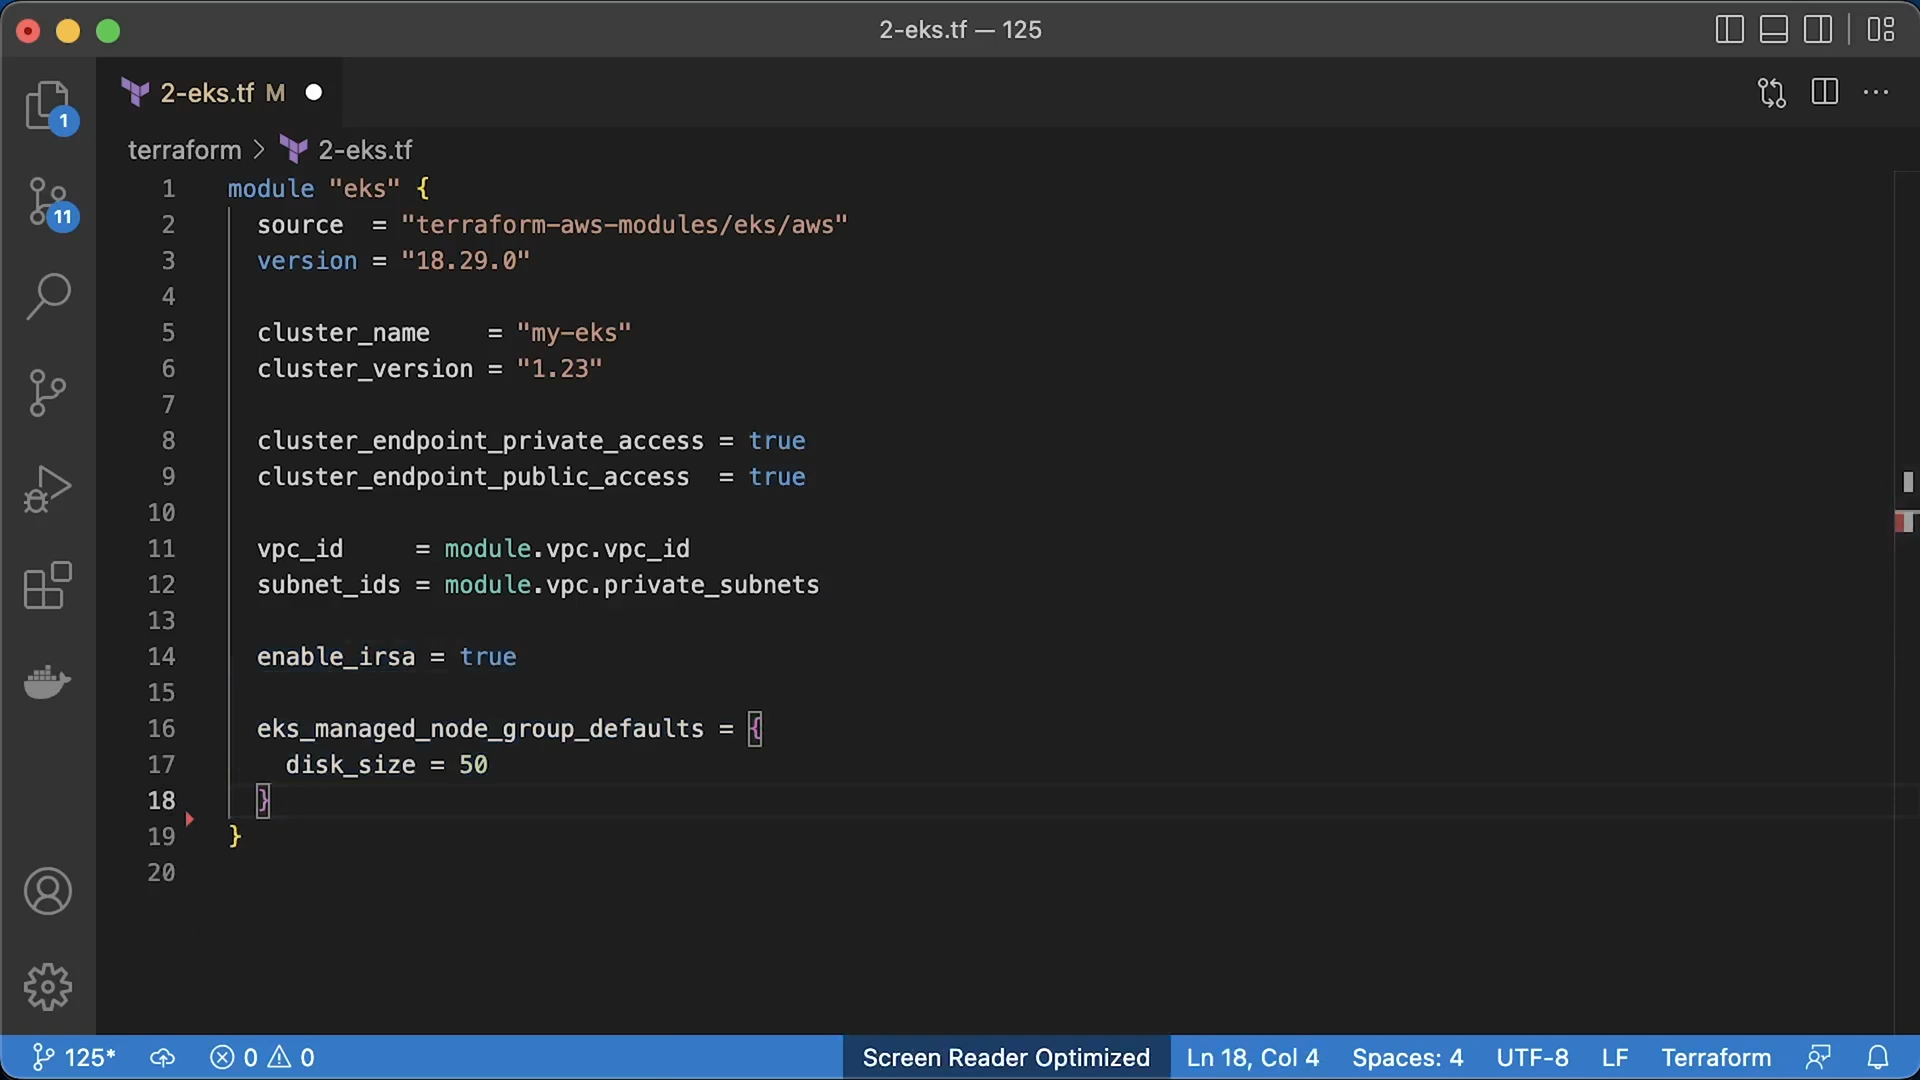 2-eks.tf — 125
2-eks.tf M
terraform > 2-eks.tf
1 module "eks" {
2 source = "terraform-aws-modules/eks/aws"
3 version = "18.29.0"
4
5 cluster_name = "my-eks"
6 cluster_version = "1.23"
7
8 cluster_endpoint_private_access = true
9 cluster_endpoint_public_access = true
10
11 vpc_id = module.vpc.vpc_id
12 subnet_ids = module.vpc.private_subnets
13
14 enable_irsa = true
15
16 eks_managed_node_group_defaults = {
17 disk_size = 50
18 }
19 }
20
1
11
125* 0 0 Screen Reader Optimized Ln 18, Col 4 Spaces: 4 UTF-8 LF Terraform